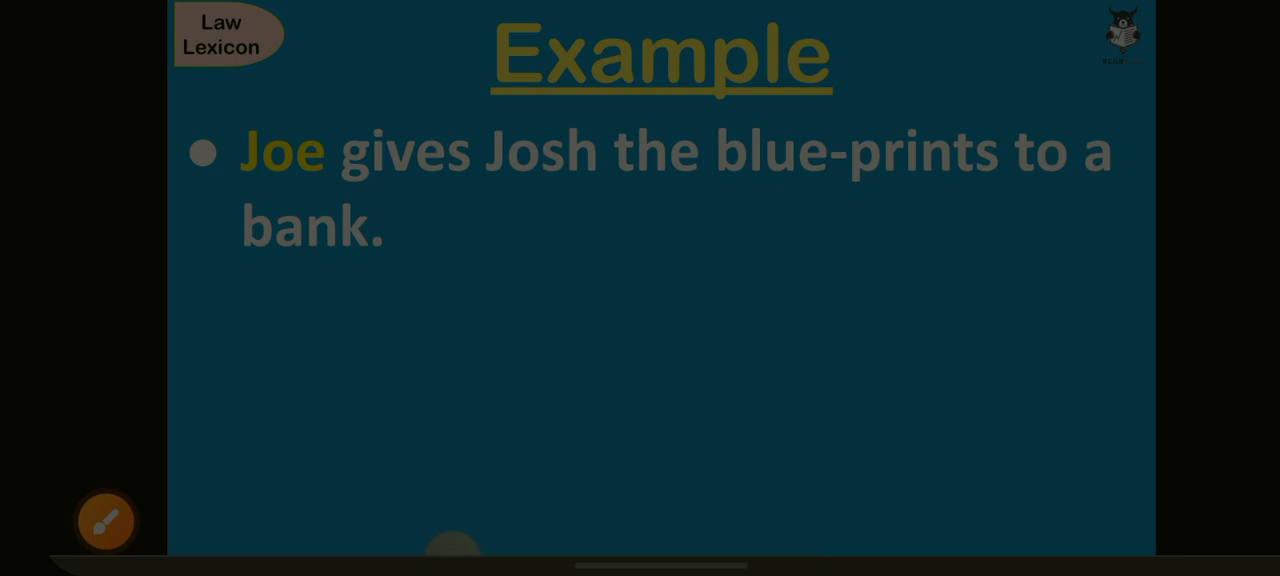 Law
Lexicon
Example
● Joe gives Josh the blue-prints to a
bank.